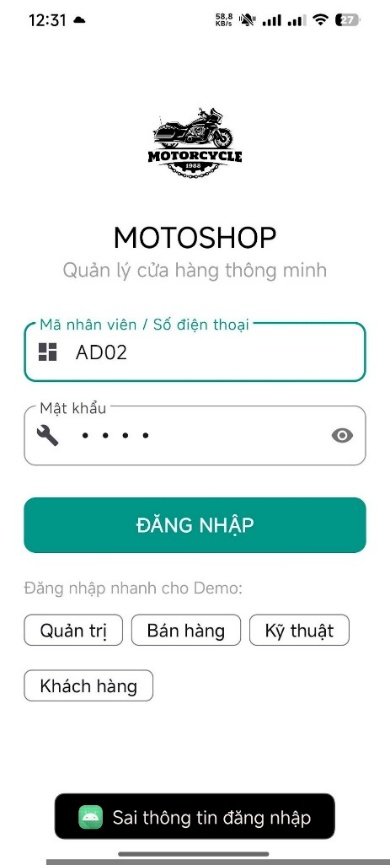 12:31
58,8
KB/s
27
MOTORCYCLE
1988
MOTOSHOP
Quản lý cửa hàng thông minh
Mã nhân viên / Số điện thoại
AD02
Mật khẩu
ĐĂNG NHẬP
Đăng nhập nhanh cho Demo:
Quản trị
Bán hàng
Kỹ thuật
Khách hàng
Sai thông tin đăng nhập